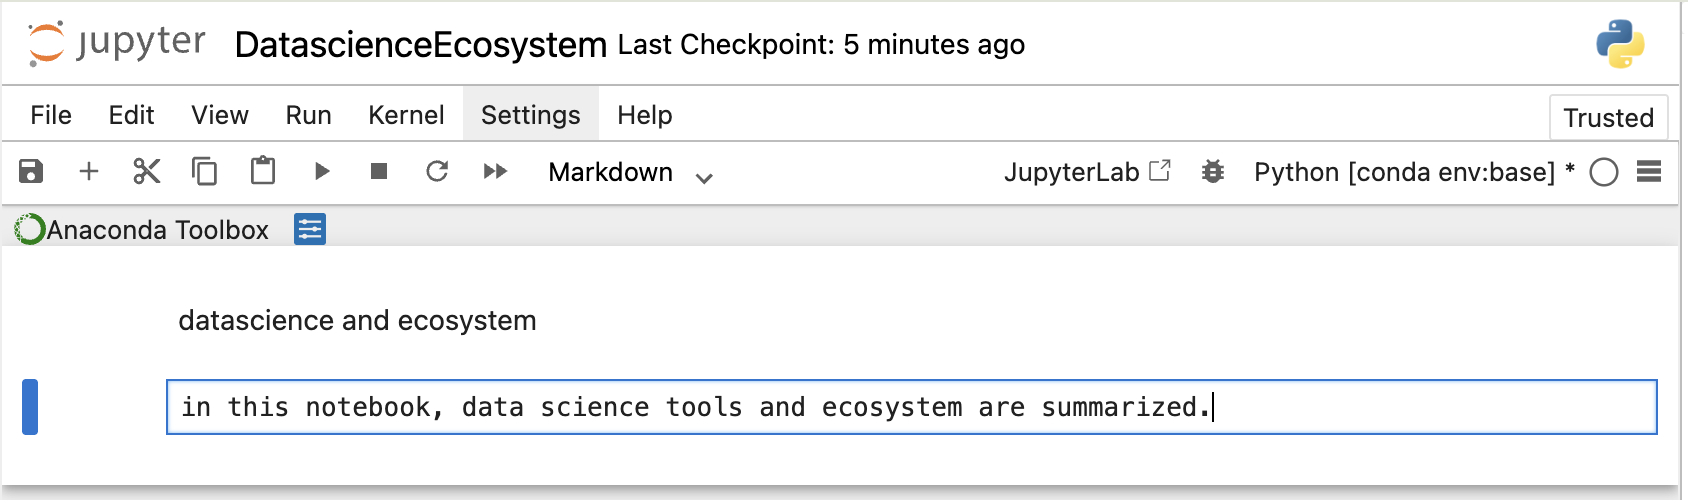 jupyter DatascienceEcosystem Last Checkpoint: 5 minutes ago
File Edit View Run Kernel Settings Help Trusted
Markdown JupyterLab Python [conda env:base] *
Anaconda Toolbox
datascience and ecosystem
in this notebook, data science tools and ecosystem are summarized.